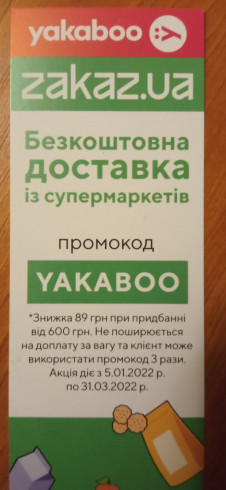 yakaboo
zakaz.ua
Безкоштовна
доставка
із супермаркетів
промокод
YAKABOO
*Знижка 89 грн при придбанні
від 600 грн. Не поширюється
на доплату за вагу та клієнт може
використати промокод 3 рази.
Акція діє з 5.01.2022 р.
по 31.03.2022 р.